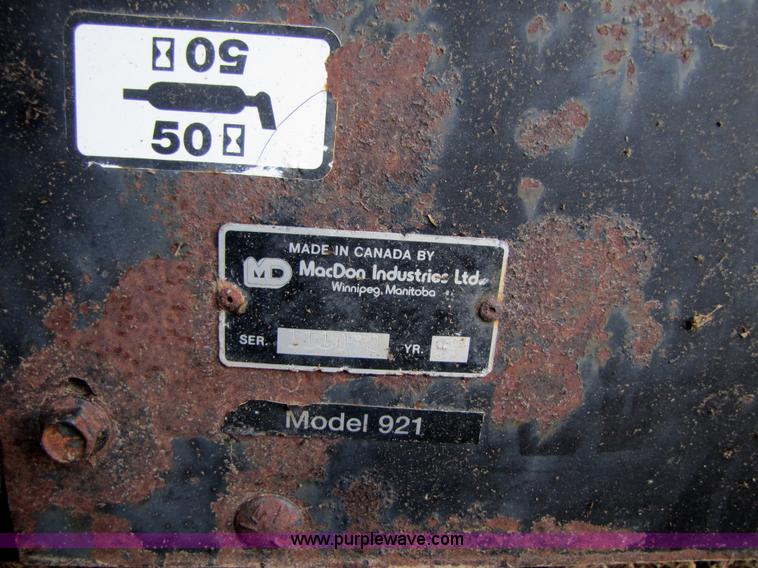 50
50
MADE IN CANADA BY
MD MacDon Industries Ltd.
Winnipeg, Manitoba
SER. YR.
Model 921
www.purplewave.com